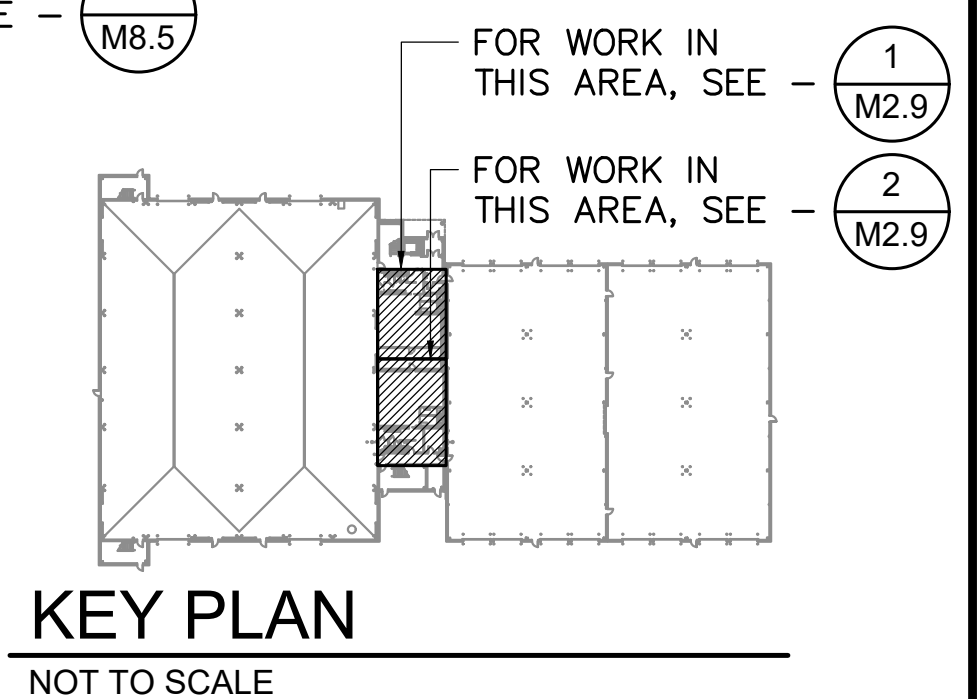 E –
M8.5
FOR WORK IN
THIS AREA, SEE –
1
M2.9
FOR WORK IN
THIS AREA, SEE –
2
M2.9
KEY PLAN
NOT TO SCALE